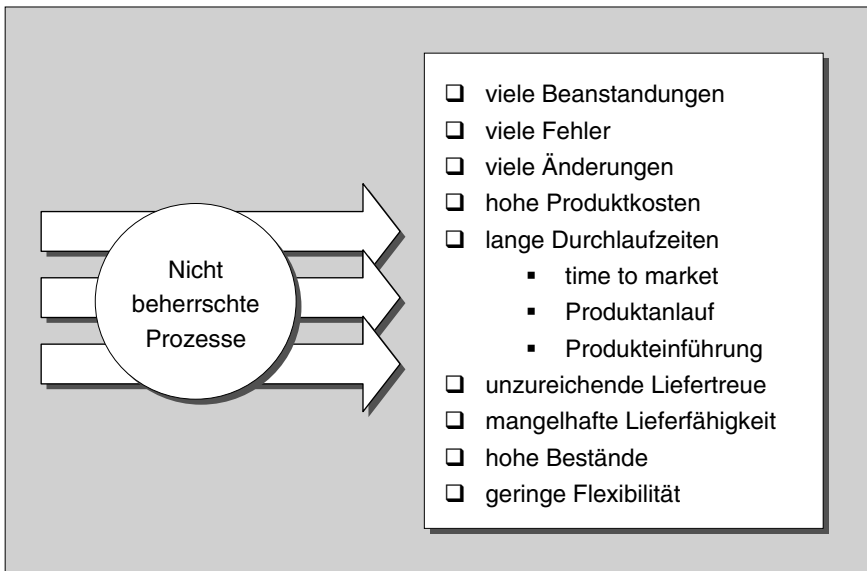 Nicht
beherrschte
Prozesse
❑ viele Beanstandungen
❑ viele Fehler
❑ viele Änderungen
❑ hohe Produktkosten
❑ lange Durchlaufzeiten
▪ time to market
▪ Produktanlauf
▪ Produkteinführung
❑ unzureichende Liefertreue
❑ mangelhafte Lieferfähigkeit
❑ hohe Bestände
❑ geringe Flexibilität